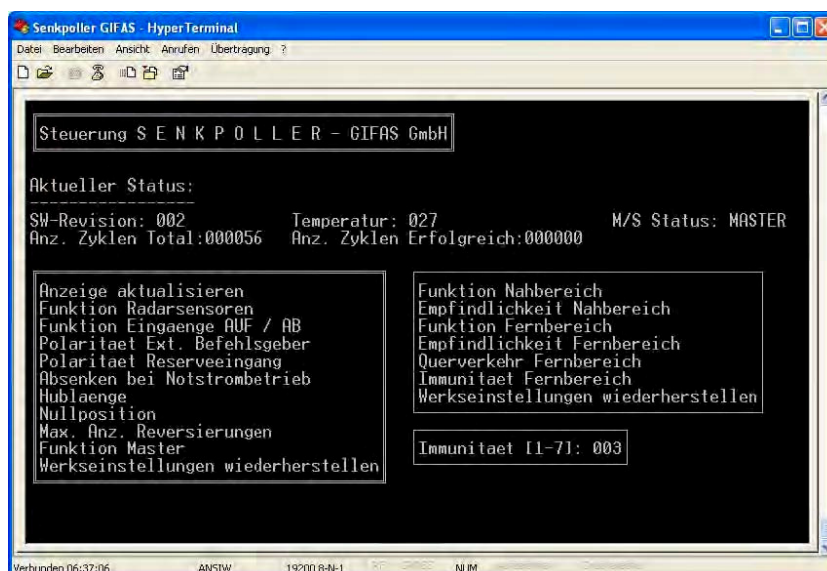 Senkpoller GIFAS - HyperTerminal
Datei Bearbeiten Ansicht Anrufen Übertragung ?
Steuerung S E N K P O L L E R - GIFAS GmbH
Aktueller Status:
-----------------
SW-Revision: 002 Temperatur: 027 M/S Status: MASTER
Anz. Zyklen Total:000056 Anz. Zyklen Erfolgreich:000000
Anzeige aktualisieren
Funktion Radarsensoren
Funktion Eingaenge AUF / AB
Polaritaet Ext. Befehlsgeber
Polaritaet Reserveeingang
Absenken bei Notstrombetrieb
Hublaenge
Nullposition
Max. Anz. Reversierungen
Funktion Master
Werkseinstellungen wiederherstellen
Funktion Nahbereich
Empfindlichkeit Nahbereich
Funktion Fernbereich
Empfindlichkeit Fernbereich
Querverkehr Fernbereich
Immunitaet Fernbereich
Werkseinstellungen wiederherstellen
Immunitaet [1-7]: 003
Verbunden 06:37:06 ANSIW 19200 8-N-1 NUM